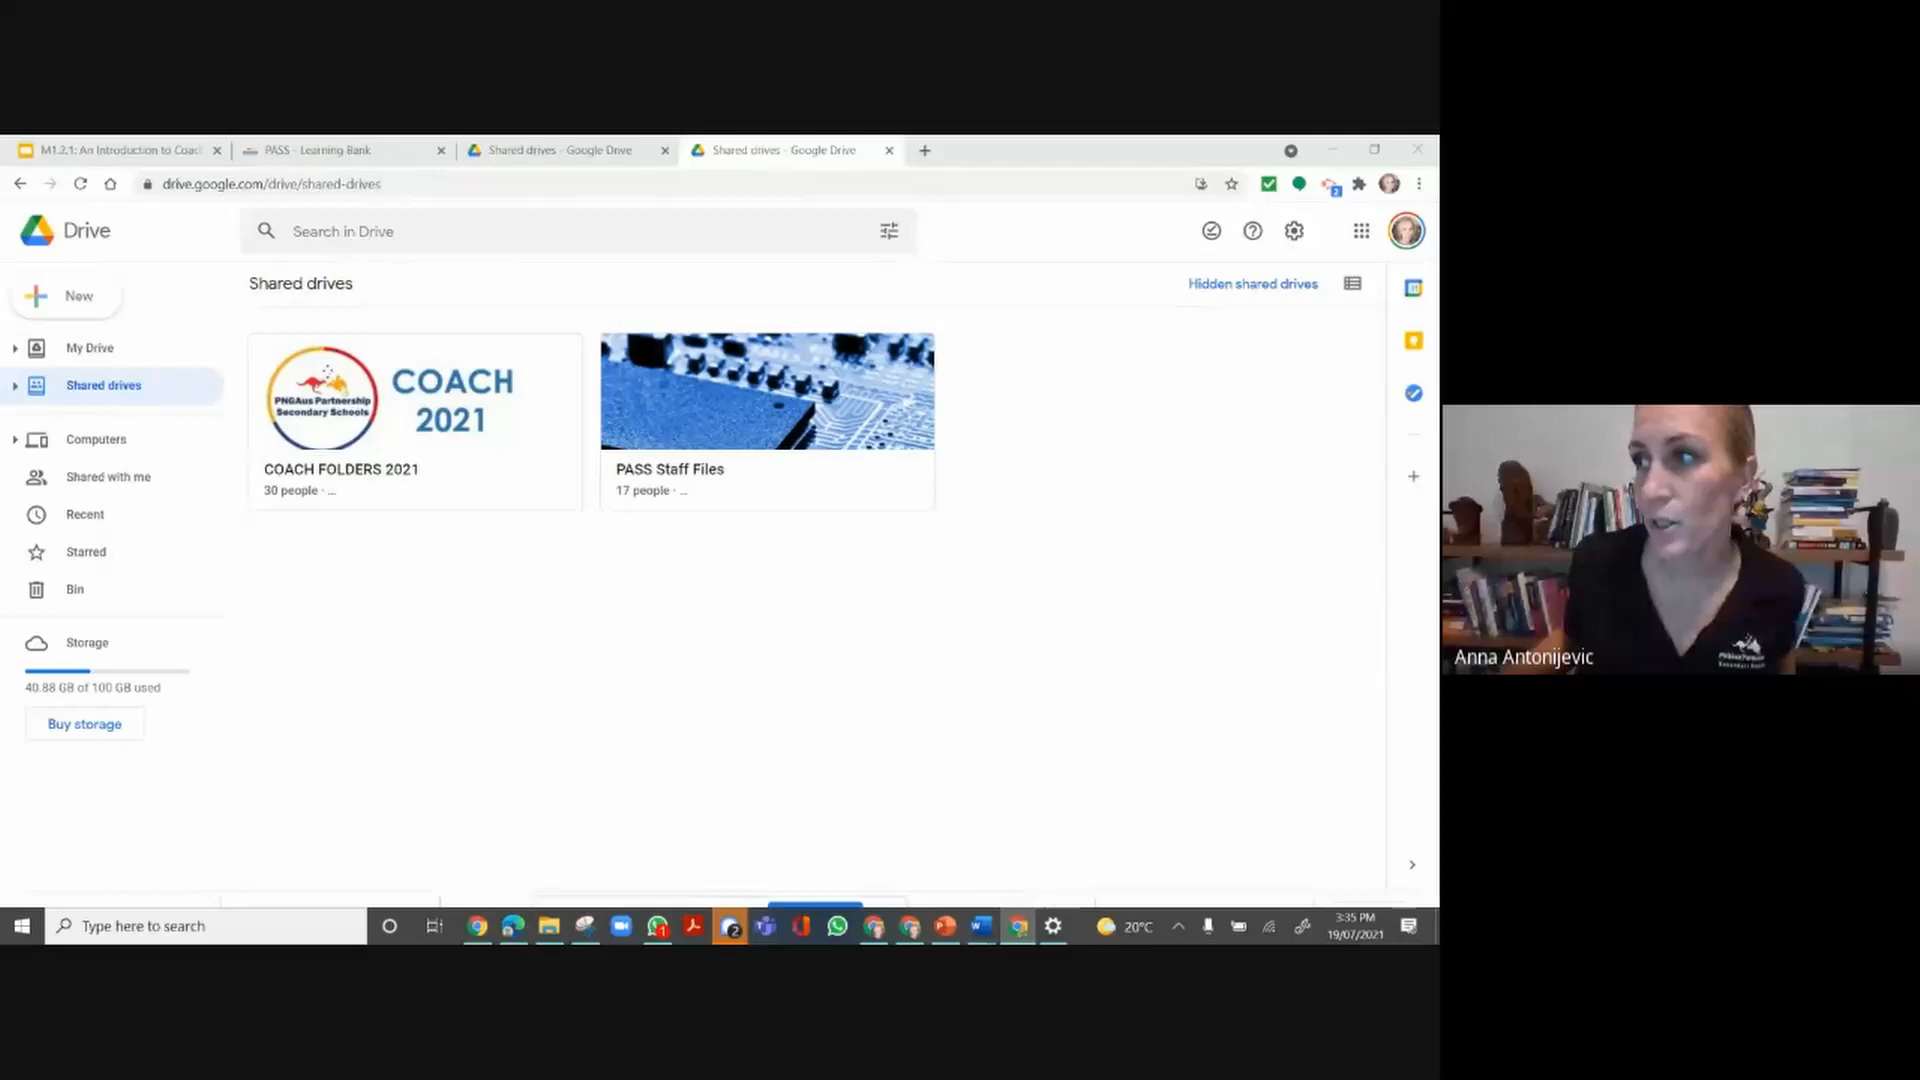 M1.2.1: An Introduction to Coac
PASS - Learning Bank
Shared drives - Google Drive
Shared drives - Google Drive
drive.google.com/drive/shared-drives
Drive
Search in Drive
New
Shared drives
Hidden shared drives
My Drive
Shared drives
Computers
Shared with me
Recent
Starred
Bin
Storage
40.88 GB of 100 GB used
Buy storage
PNGAus Partnership
Secondary Schools
COACH
2021
COACH FOLDERS 2021
30 people · ...
PASS Staff Files
17 people · ...
Anna Antonijevic
Type here to search
1
2
20°C
3:35 PM
19/07/2021